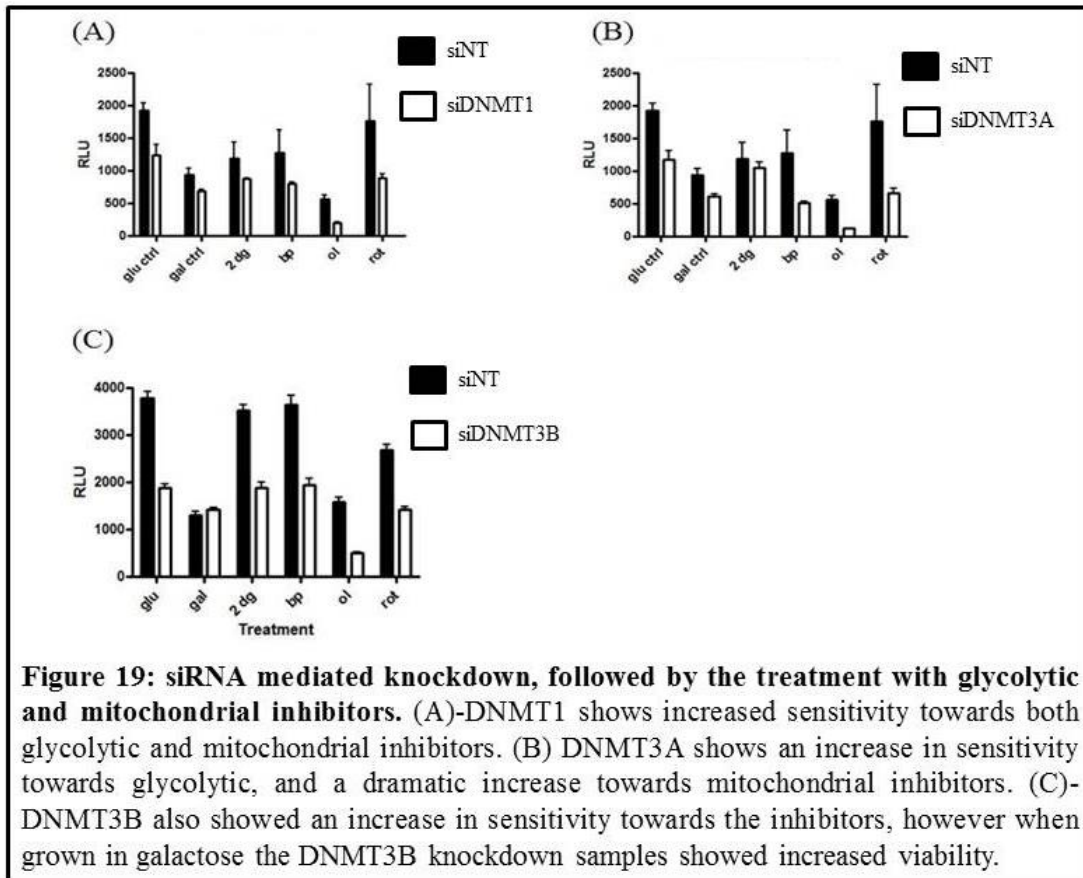 (A)
siNT
siDNMT1
2500
2000
1500
1000
500
0
RLU
glu ctrl
gal ctrl
2 dg
bp
ol
rot
(B)
siNT
siDNMT3A
2500
2000
1500
1000
500
0
RLU
glu ctrl
gal ctrl
2 dg
bp
ol
rot
(C)
siNT
siDNMT3B
4000
3000
2000
1000
0
RLU
glu
gal
2 dg
bp
ol
rot
Treatment
Figure 19: siRNA mediated knockdown, followed by the treatment with glycolytic
and mitochondrial inhibitors. (A)-DNMT1 shows increased sensitivity towards both
glycolytic and mitochondrial inhibitors. (B) DNMT3A shows an increase in sensitivity
towards glycolytic, and a dramatic increase towards mitochondrial inhibitors. (C)-
DNMT3B also showed an increase in sensitivity towards the inhibitors, however when
grown in galactose the DNMT3B knockdown samples showed increased viability.